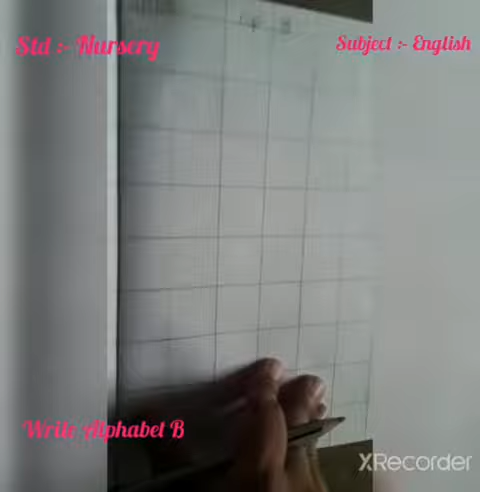 Std :- Nursery
Subject :- English
Write Alphabet B
XRecorder